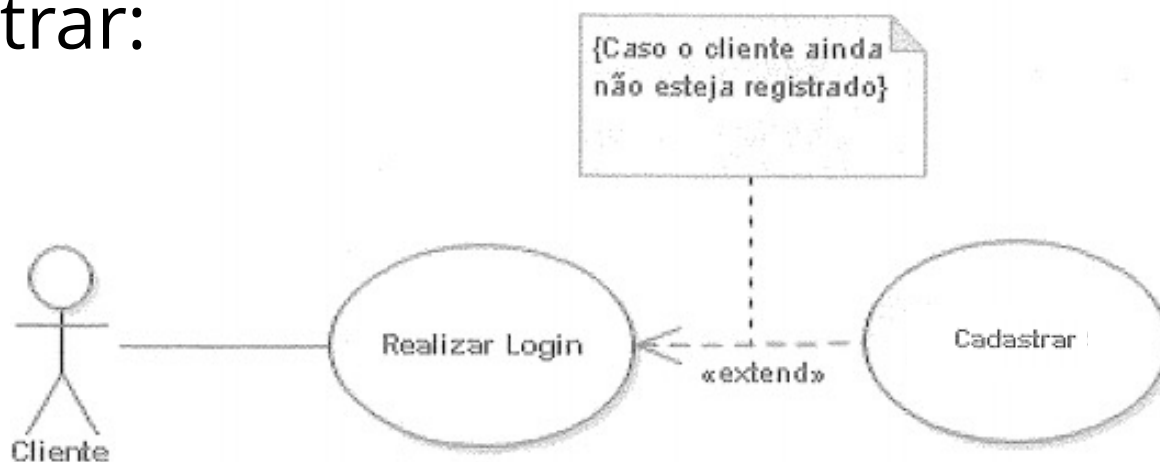 trar:
{Caso o cliente ainda
não esteja registrado}
Realizar Login
«extend»
Cadastrar
Cliente